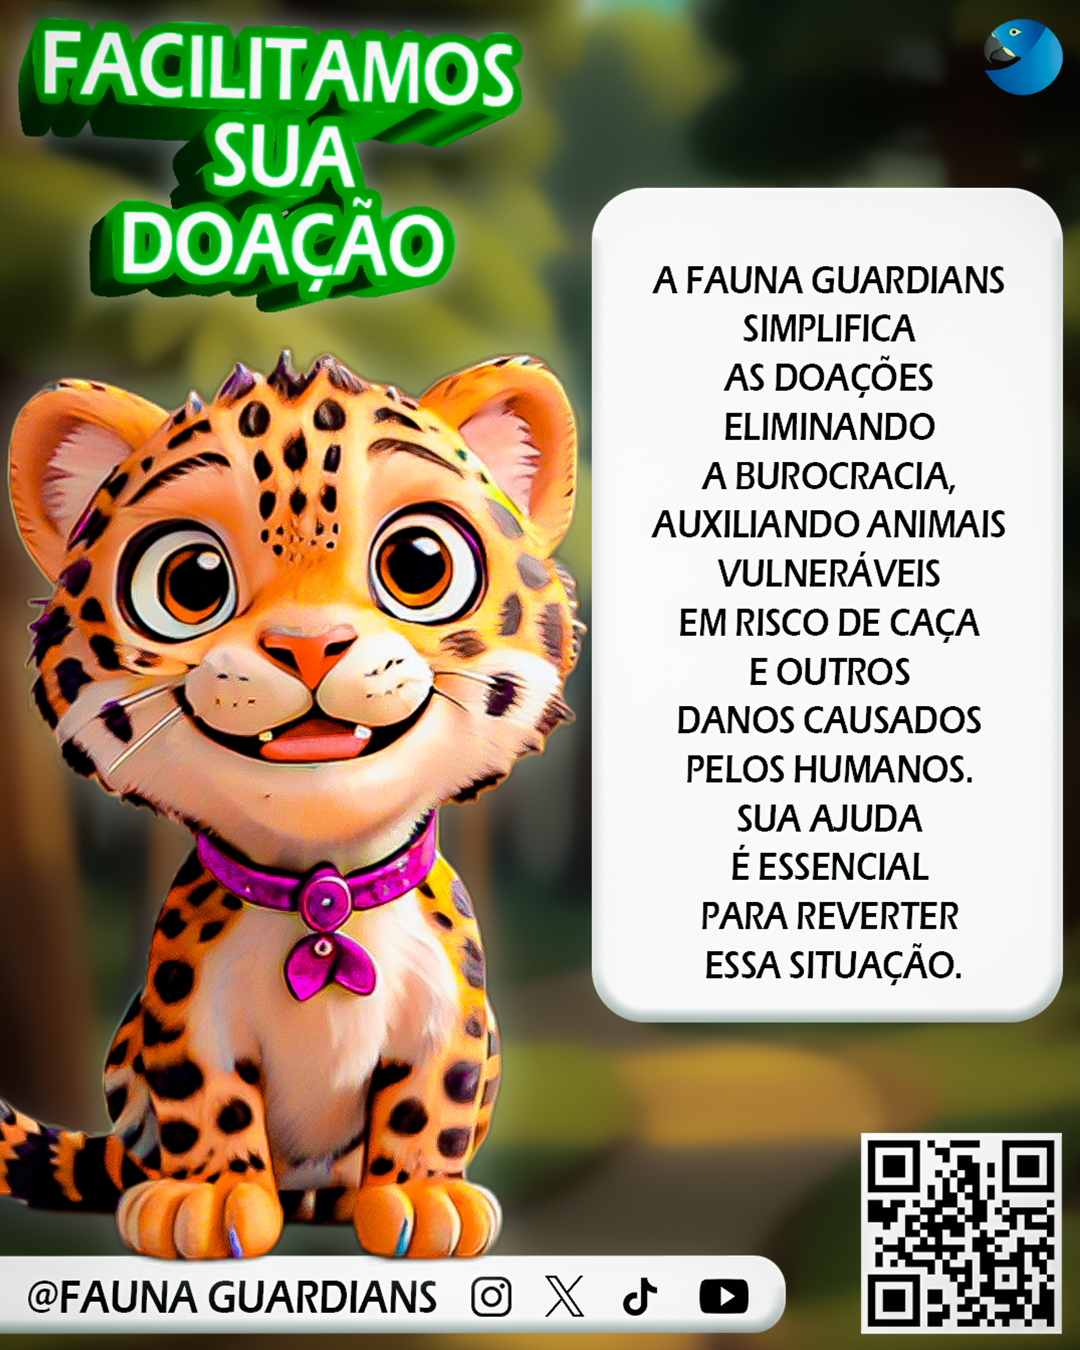 FACILITAMOS
SUA
DOAÇÃO
A FAUNA GUARDIANS
SIMPLIFICA
AS DOAÇÕES
ELIMINANDO
A BUROCRACIA,
AUXILIANDO ANIMAIS
VULNERÁVEIS
EM RISCO DE CAÇA
E OUTROS
DANOS CAUSADOS
PELOS HUMANOS.
SUA AJUDA
É ESSENCIAL
PARA REVERTER
ESSA SITUAÇÃO.
@FAUNA GUARDIANS